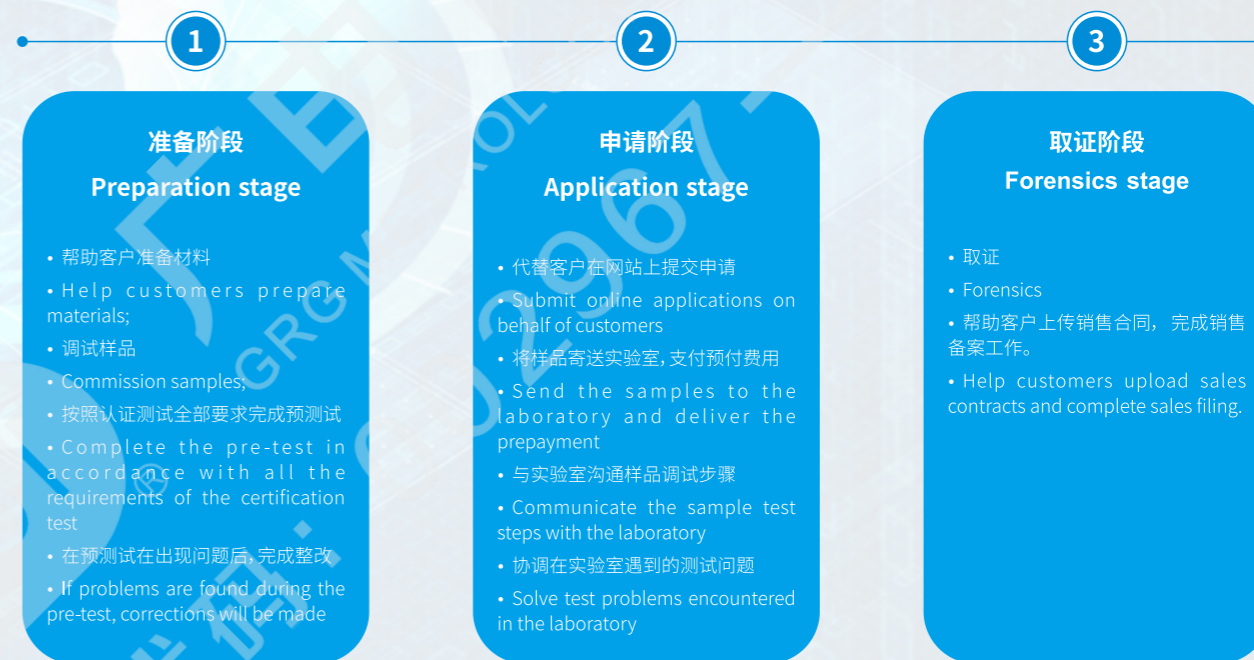 1
准备阶段
Preparation stage
• 帮助客户准备材料
• Help customers prepare
materials;
• 调试样品
• Commission samples;
• 按照认证测试全部要求完成预测试
• Complete the pre-test in
accordance with all the
requirements of the certification
test
• 在预测试在出现问题后,完成整改
• If problems are found during the
pre-test, corrections will be made
2
申请阶段
Application stage
• 代替客户在网站上提交申请
• Submit online applications on
behalf of customers
• 将样品寄送实验室,支付预付费用
• Send the samples to the
laboratory and deliver the
prepayment
• 与实验室沟通样品调试步骤
• Communicate the sample test
steps with the laboratory
• 协调在实验室遇到的测试问题
• Solve test problems encountered
in the laboratory
3
取证阶段
Forensics stage
• 取证
• Forensics
• 帮助客户上传销售合同, 完成销售
备案工作。
• Help customers upload sales
contracts and complete sales filing.
广电
GRG M
®
代码:
002967